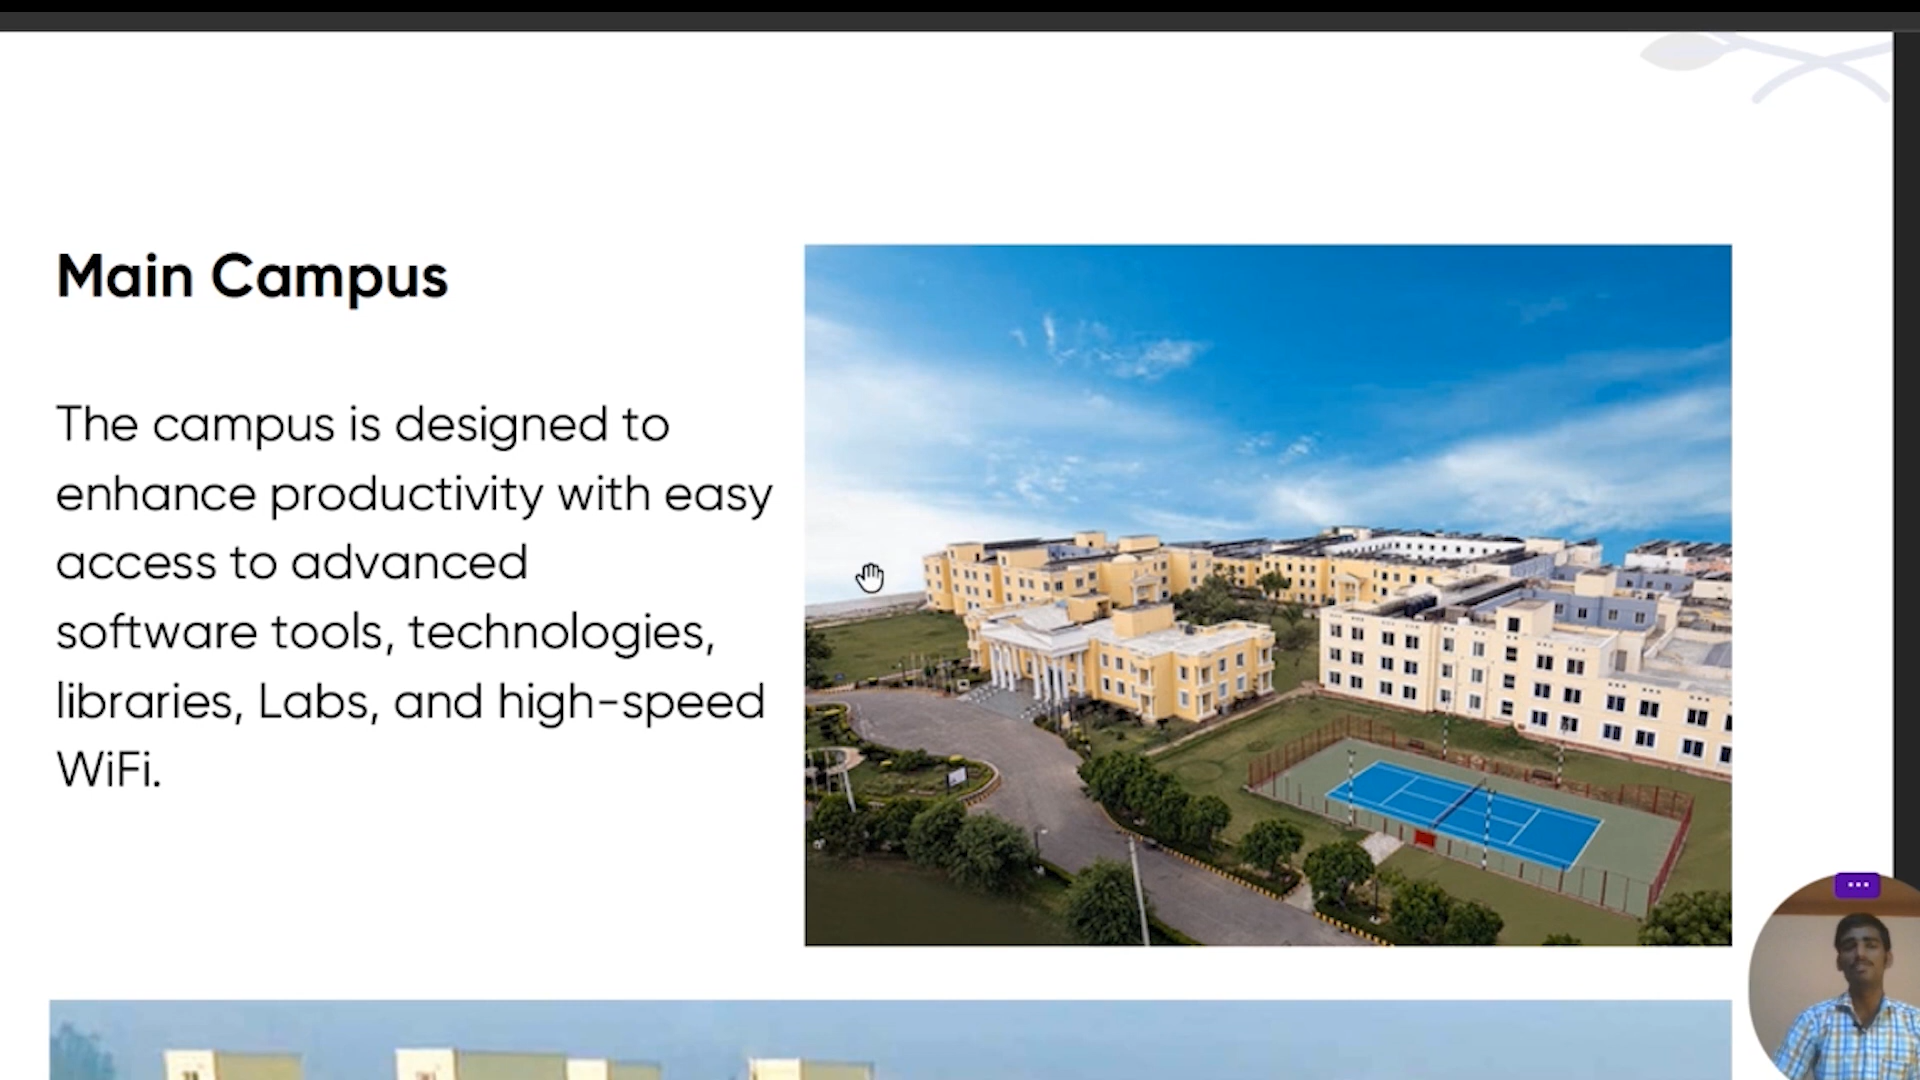 Main Campus
The campus is designed to
enhance productivity with easy
access to advanced
software tools, technologies,
libraries, Labs, and high-speed
WiFi.